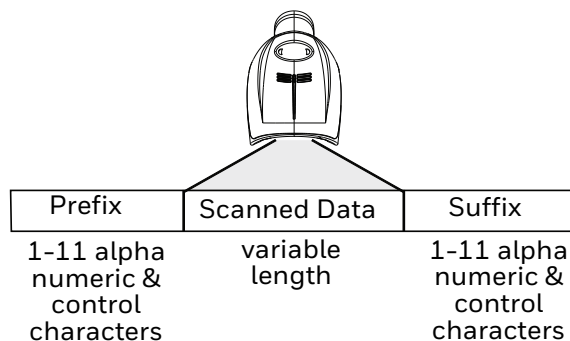 Prefix
Scanned Data
Suffix
1-11 alpha
numeric &
control
characters
variable
length
1-11 alpha
numeric &
control
characters